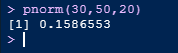 > pnorm(30,50,20)
[1] 0.1586553
>